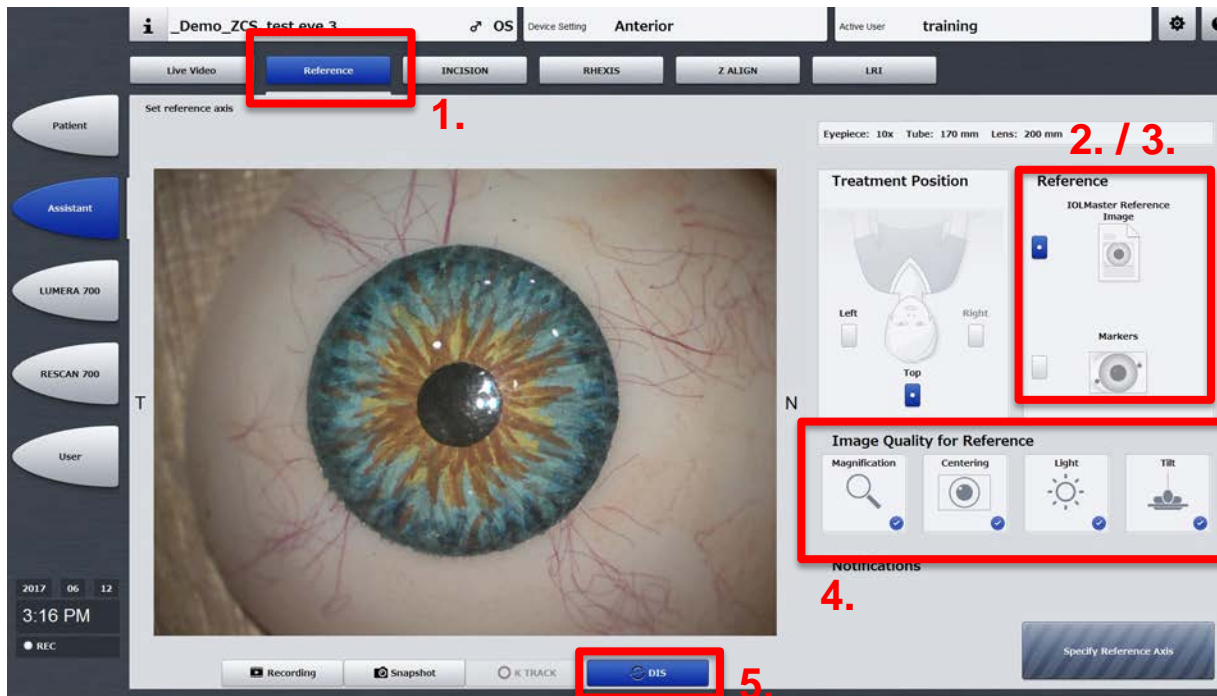 i _Demo_ZCS_test eye 3 ♂ OS Device Setting Anterior Active User training
Live Video Reference INCISION RHEXIS Z ALIGN LRI
1.
Set reference axis
Patient
Assistant
LUMERA 700
RESCAN 700
User
2017 06 12
3:16 PM
REC
T
N
Eyepiece: 10x Tube: 170 mm Lens: 200 mm
2. / 3.
Treatment Position
Left
Right
Top
Reference
IOLMaster Reference
Image
Markers
Image Quality for Reference
Magnification Centering Light Tilt
Notifications
4.
Specify Reference Axis
Recording Snapshot K TRACK DIS
5.